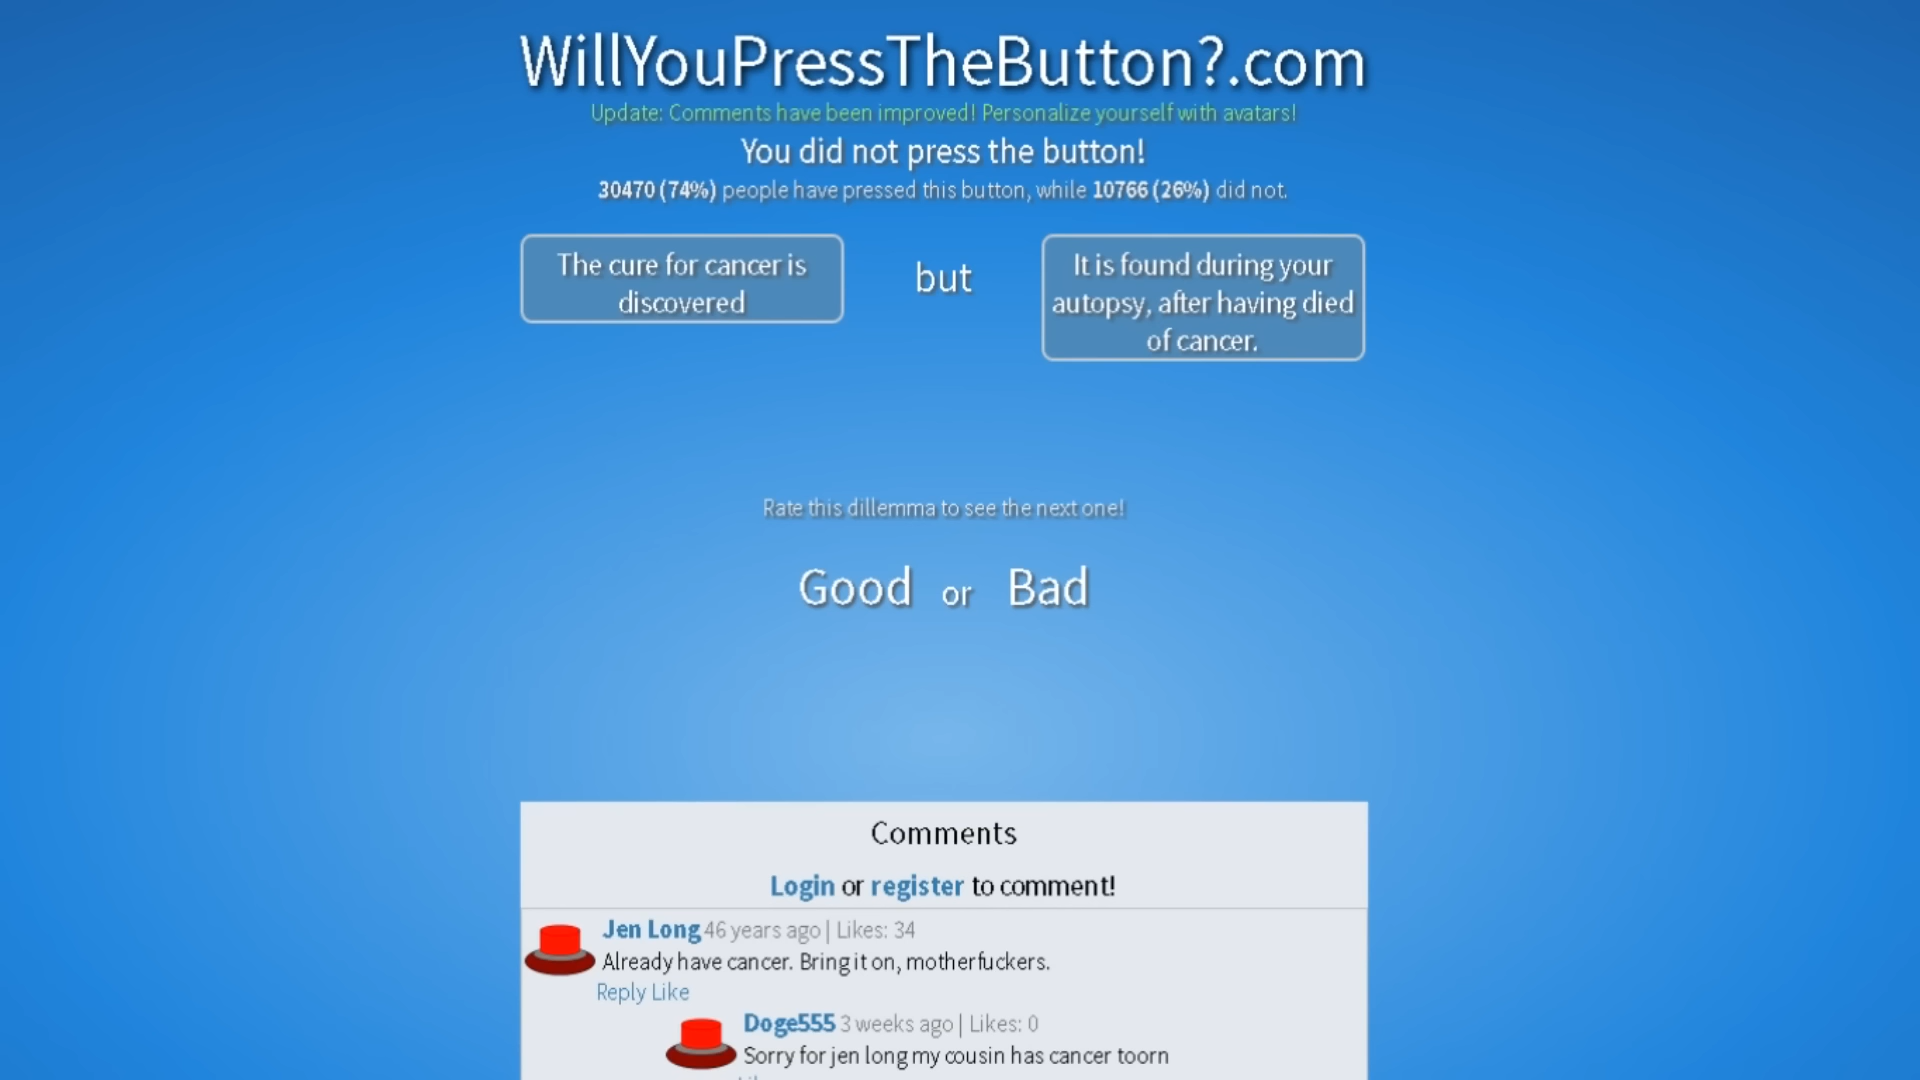 WillYouPressTheButton?.com
Update: Comments have been improved! Personalize yourself with avatars!
You did not press the button!
30470 (74%) people have pressed this button, while 10766 (26%) did not.
The cure for cancer is
discovered
but
It is found during your
autopsy, after having died
of cancer.
Rate this dillemma to see the next one!
Good or Bad
Comments
Login or register to comment!
Jen Long 46 years ago | Likes: 34
Already have cancer. Bring it on, motherfuckers.
Reply Like
Doge555 3 weeks ago | Likes: 0
Sorry for jen long my cousin has cancer toorn